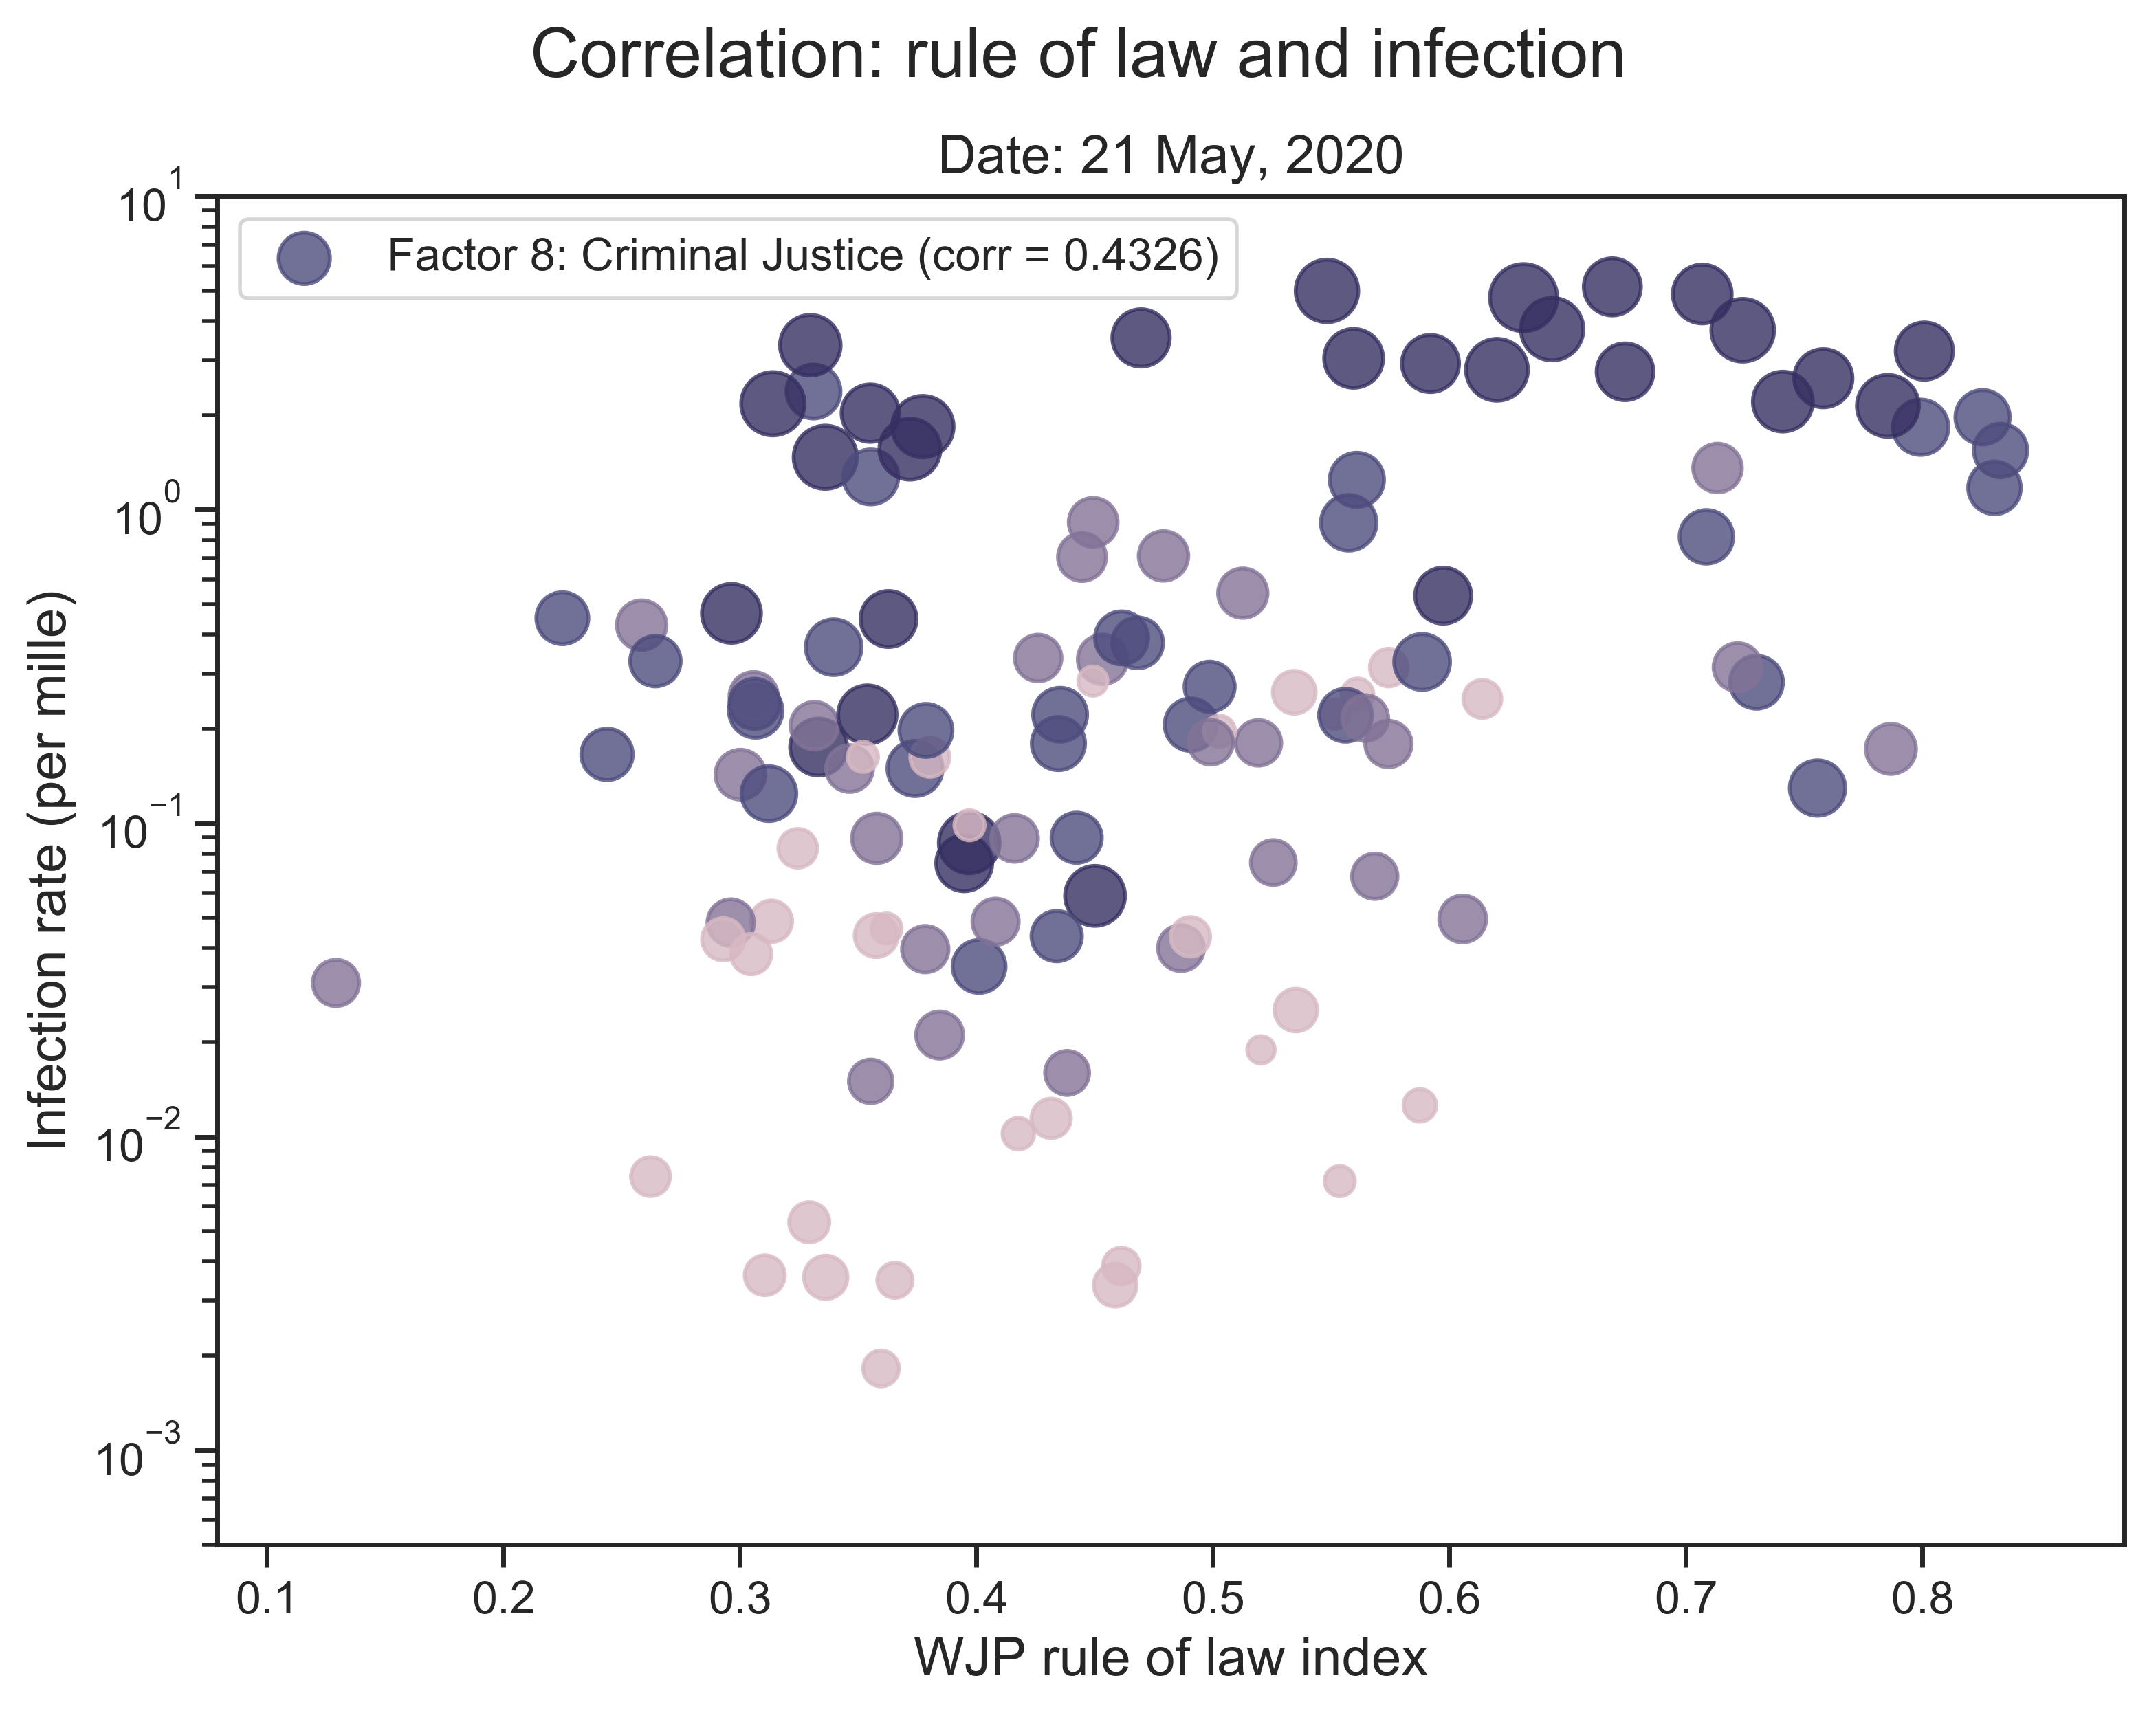 Correlation: rule of law and infection
Date: 21 May, 2020
Factor 8: Criminal Justice (corr = 0.4326)
Infection rate (per mille)
10^1
10^0
10^−1
10^−2
10^−3
0.1 0.2 0.3 0.4 0.5 0.6 0.7 0.8
WJP rule of law index